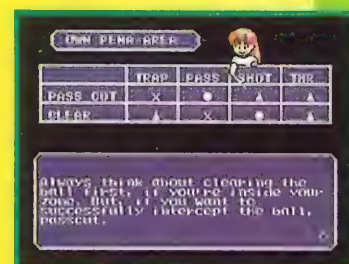 OWN PENA-AREA
TRAP PASS SHOT THR
PASS CUT X ● ▲ ▲
CLEAR ▲ X ● ▲
Always think about clearing the
ball first, if you're inside your
zone. But, if you want to
successfully intercept the ball,
passcut.